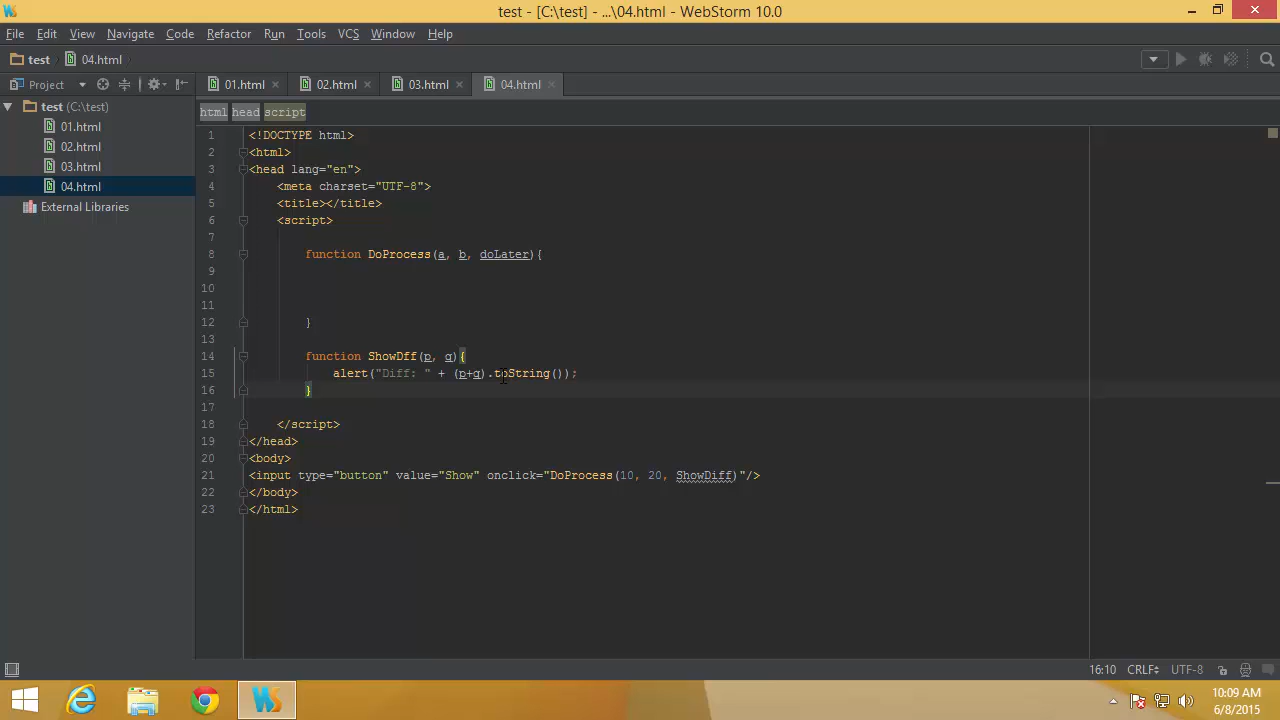 test - [C:\test] - ...\04.html - WebStorm 10.0
File Edit View Navigate Code Refactor Run Tools VCS Window Help
test 04.html
Project 01.html 02.html 03.html 04.html
html head script
test (C:\test)
01.html
02.html
03.html
04.html
External Libraries
1 <!DOCTYPE html>
2 <html>
3 <head lang="en">
4 <meta charset="UTF-8">
5 <title></title>
6 <script>
7
8 function DoProcess(a, b, doLater){
9
10
11
12 }
13
14 function ShowDff(p, q){
15 alert("Diff: " + (p+q).toString());
16 }
17
18 </script>
19 </head>
20 <body>
21 <input type="button" value="Show" onclick="DoProcess(10, 20, ShowDiff)"/>
22 </body>
23 </html>
16:10 CRLF UTF-8
10:09 AM
6/8/2015